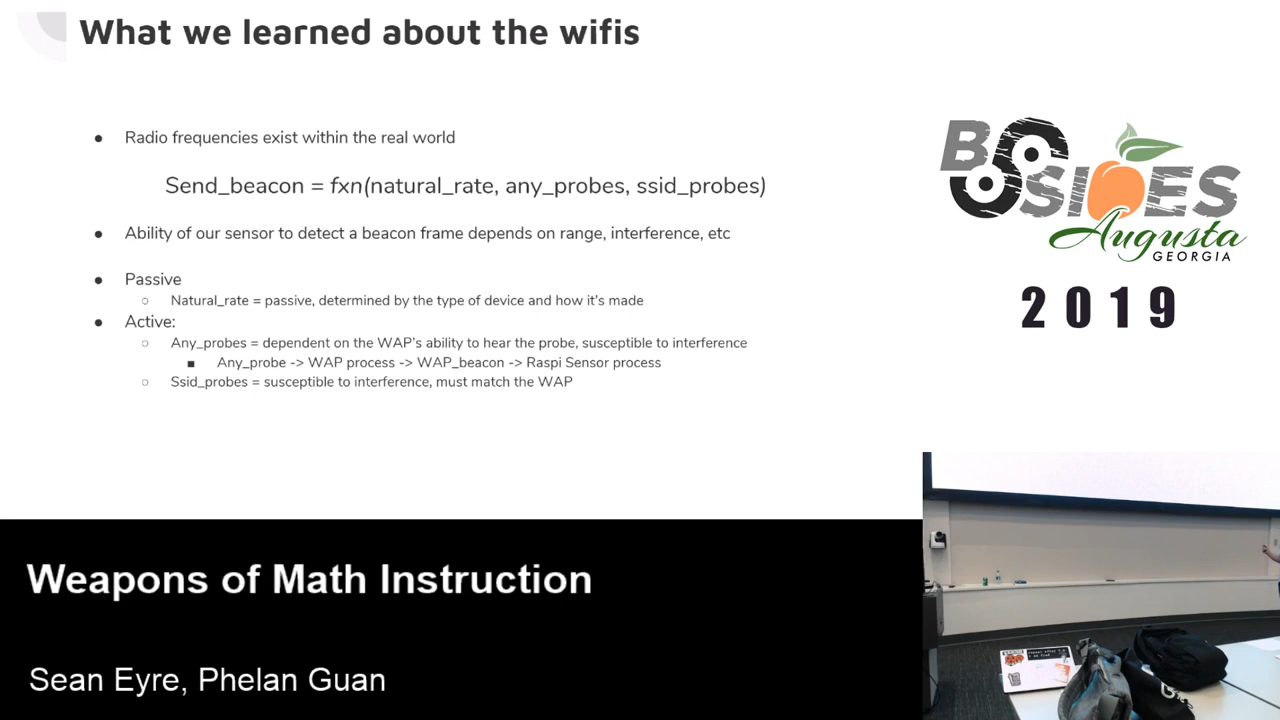 What we learned about the wifis
● Radio frequencies exist within the real world
Send_beacon = fxn(natural_rate, any_probes, ssid_probes)
● Ability of our sensor to detect a beacon frame depends on range, interference, etc
● Passive
○ Natural_rate = passive, determined by the type of device and how it's made
● Active:
○ Any_probes = dependent on the WAP's ability to hear the probe, susceptible to interference
■ Any_probe -> WAP process -> WAP_beacon -> Raspi Sensor process
○ Ssid_probes = susceptible to interference, must match the WAP
BSIDES
Augusta
GEORGIA
2019
Weapons of Math Instruction
Sean Eyre, Phelan Guan